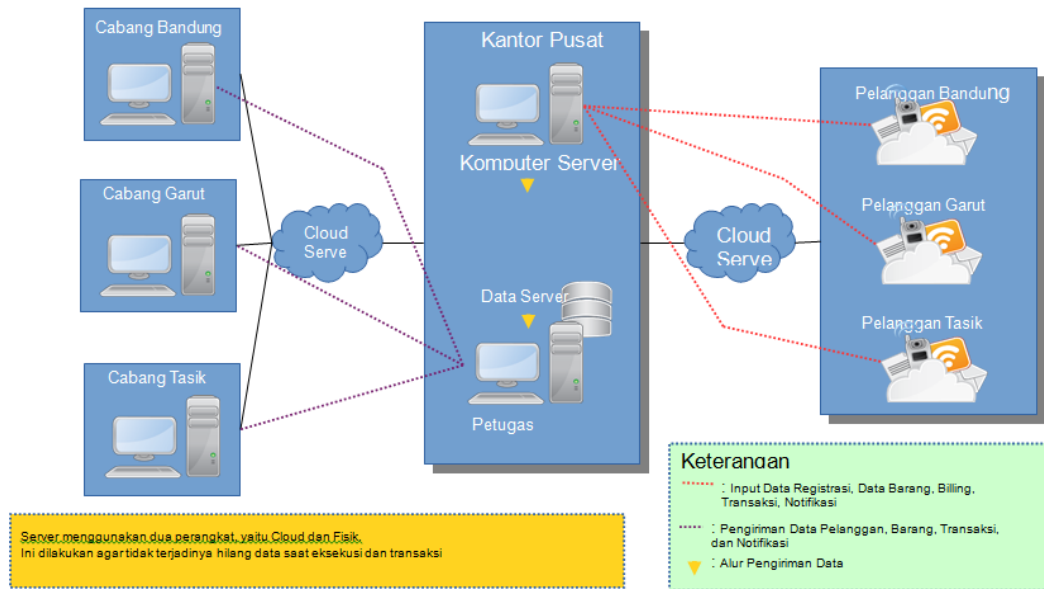 Cabang Bandung
Cabang Garut
Cabang Tasik
Cloud
Serve
Kantor Pusat
Komputer Server
Data Server
Petugas
Cloud
Serve
Pelanggan Bandung
Pelanggan Garut
Pelanggan Tasik
Keterangan
: Input Data Registrasi, Data Barang, Billing,
Transaksi, Notifikasi
: Pengiriman Data Pelanggan, Barang, Transaksi,
dan Notifikasi
: Alur Pengiriman Data
Server menggunakan dua perangkat, yaitu Cloud dan Fisik.
Ini dilakukan agar tidak terjadinya hilang data saat eksekusi dan transaksi